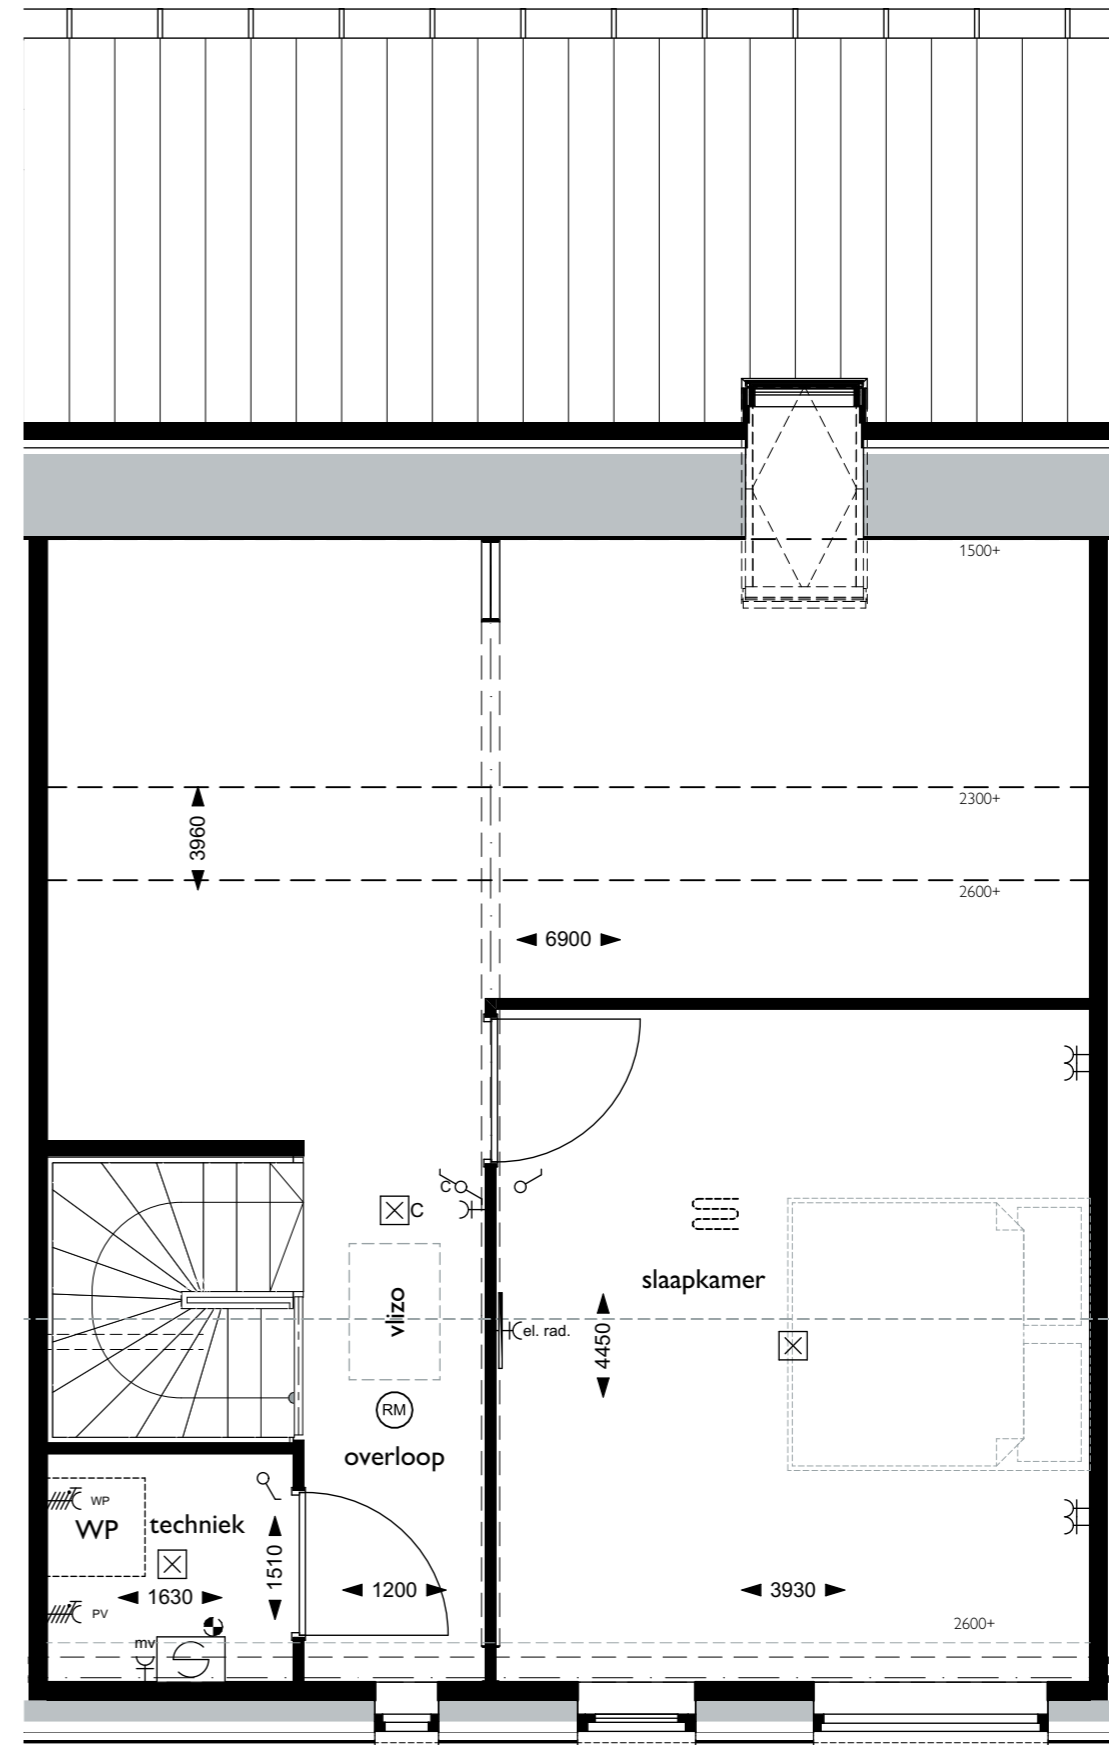 1500+
2300+
3960
2600+
6900
C
C
slaapkamer
vlizo
el. rad.
4450
RM
overloop
WP
WP
techniek
1510
1630
1200
3930
PV
2600+
mv